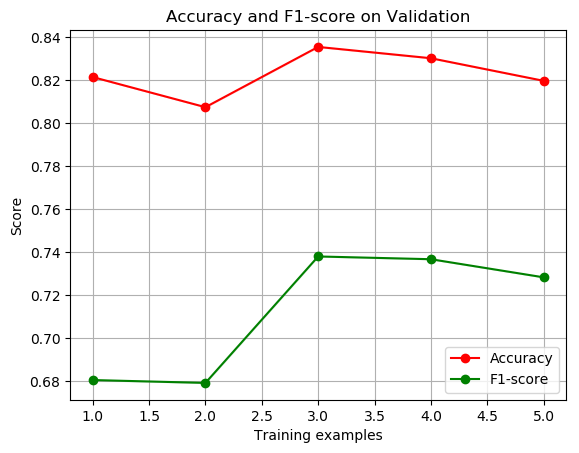 Accuracy and F1-score on Validation
0.84
0.82
0.80
0.78
0.76
0.74
0.72
0.70
0.68
Score
1.0 1.5 2.0 2.5 3.0 3.5 4.0 4.5 5.0
Training examples
Accuracy
F1-score